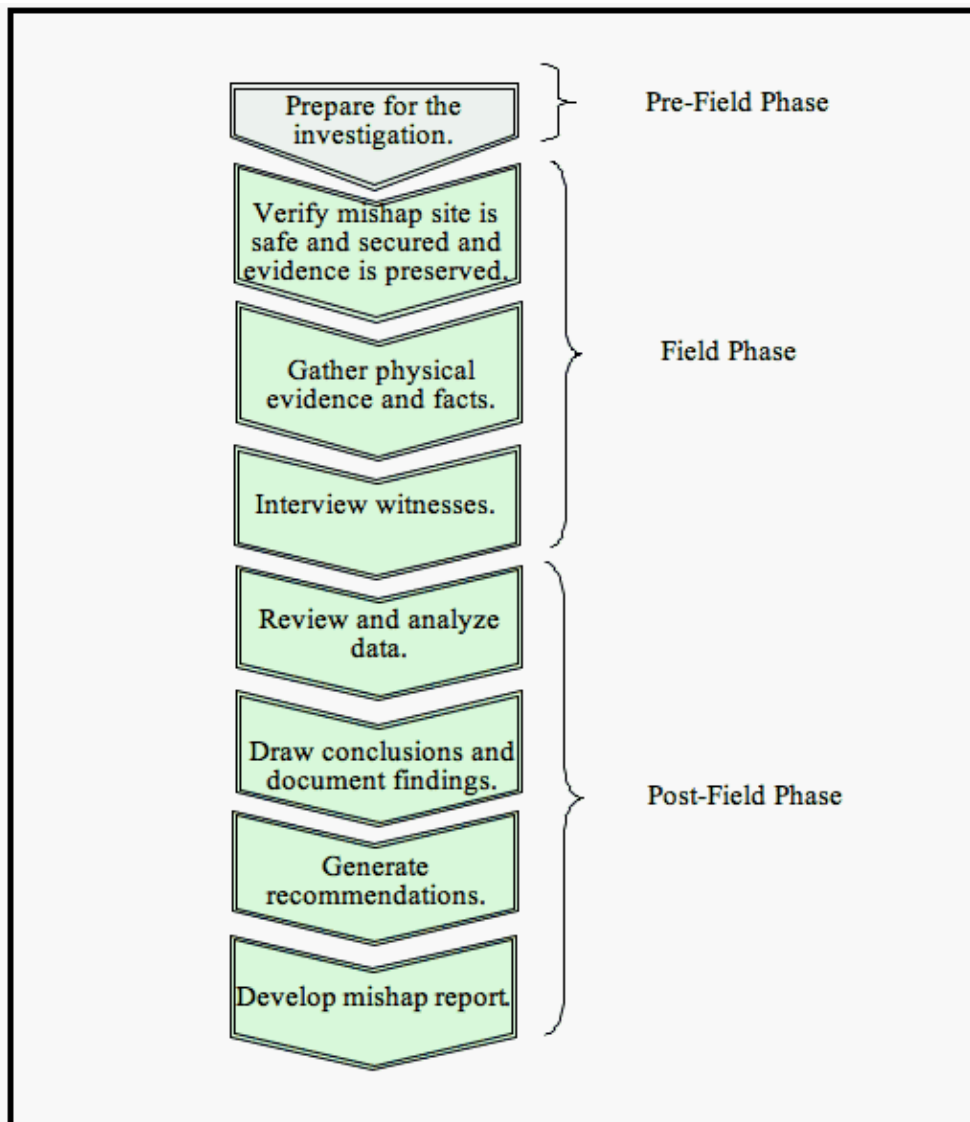 Prepare for the
investigation.
Pre-Field Phase
Verify mishap site is
safe and secured and
evidence is preserved.
Gather physical
evidence and facts.
Interview witnesses.
Field Phase
Review and analyze
data.
Draw conclusions and
document findings.
Generate
recommendations.
Develop mishap report.
Post-Field Phase